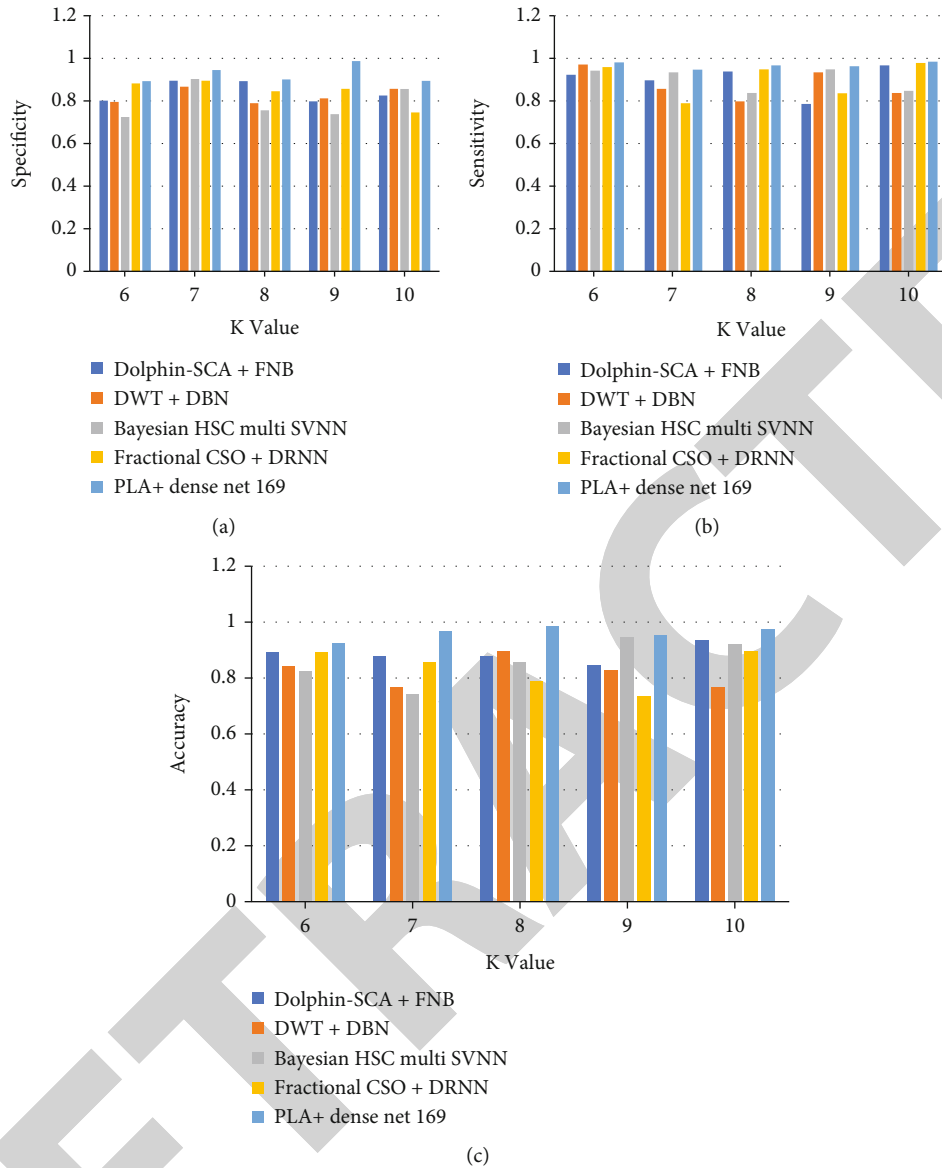 1.2
1
0.8
0.6
0.4
0.2
0
Specificity
6 7 8 9 10
K Value
Dolphin-SCA + FNB
DWT + DBN
Bayesian HSC multi SVNN
Fractional CSO + DRNN
PLA+ dense net 169
(a)
1.2
1
0.8
0.6
0.4
0.2
0
Sensitivity
6 7 8 9 10
K Value
Dolphin-SCA + FNB
DWT + DBN
Bayesian HSC multi SVNN
Fractional CSO + DRNN
PLA+ dense net 169
(b)
1.2
1
0.8
0.6
0.4
0.2
0
Accuracy
6 7 8 9 10
K Value
Dolphin-SCA + FNB
DWT + DBN
Bayesian HSC multi SVNN
Fractional CSO + DRNN
PLA+ dense net 169
(c)
ETRACT